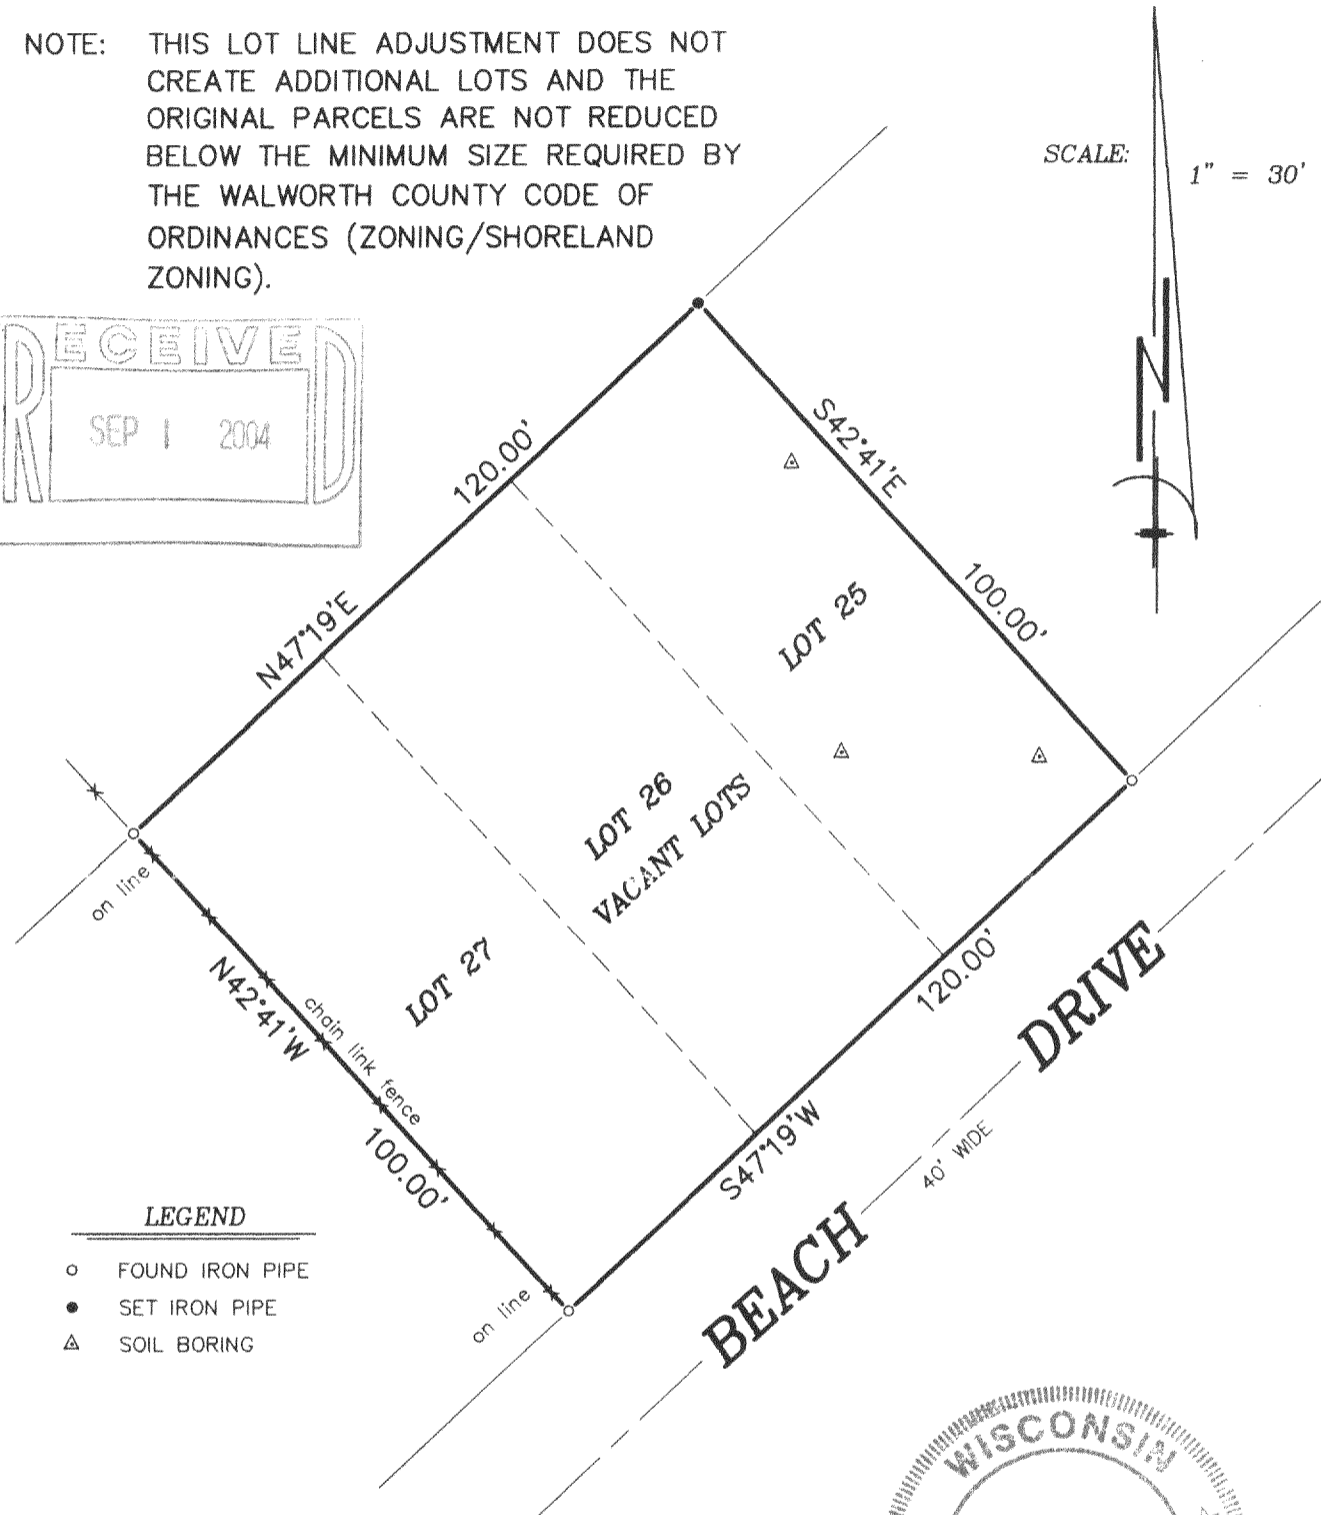 NOTE: THIS LOT LINE ADJUSTMENT DOES NOT
CREATE ADDITIONAL LOTS AND THE
ORIGINAL PARCELS ARE NOT REDUCED
BELOW THE MINIMUM SIZE REQUIRED BY
THE WALWORTH COUNTY CODE OF
ORDINANCES (ZONING/SHORELAND
ZONING).
SCALE: 1" = 30'
N
RECEIVED
SEP 1 2004
120.00'
N47°19'E
S42°41'E
100.00'
LOT 25
LOT 26
VACANT LOTS
LOT 27
on line
N42°41'W
chain link fence
100.00'
on line
120.00'
S47°19'W
BEACH DRIVE
40' WIDE
LEGEND
FOUND IRON PIPE
SET IRON PIPE
SOIL BORING
WISCONSIN